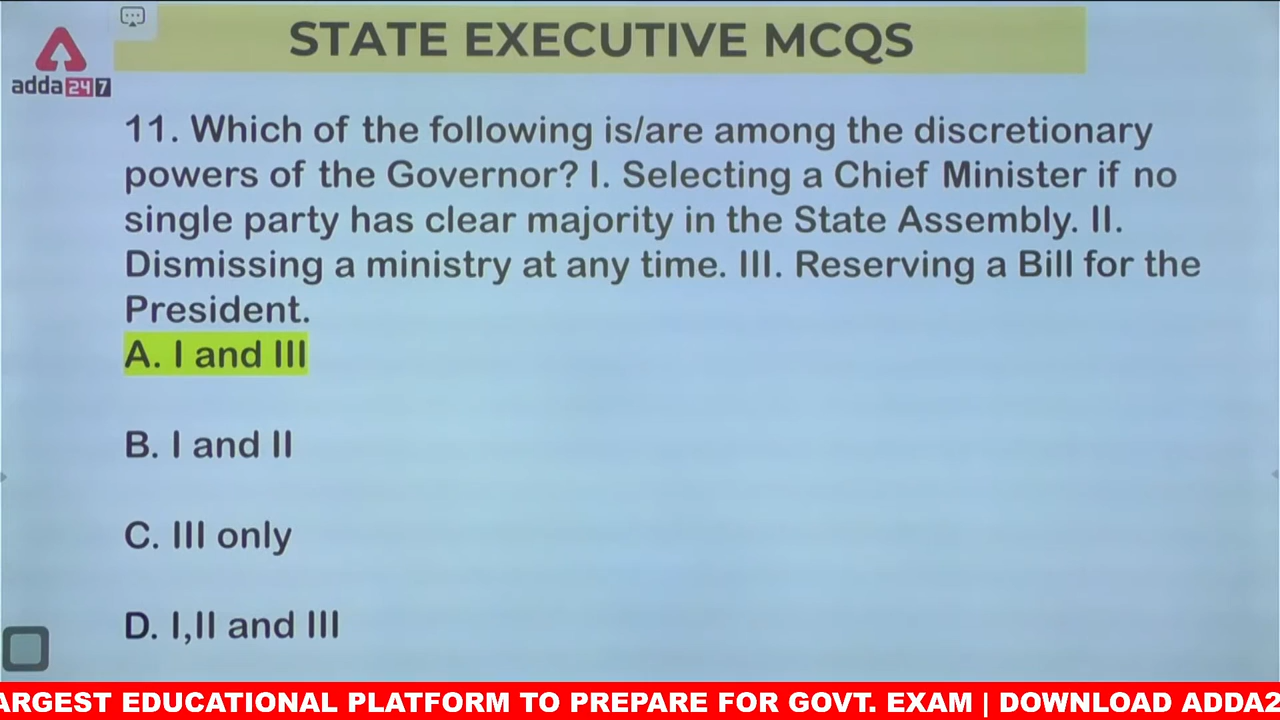 STATE EXECUTIVE MCQS
adda247
11. Which of the following is/are among the discretionary
powers of the Governor? I. Selecting a Chief Minister if no
single party has clear majority in the State Assembly. II.
Dismissing a ministry at any time. III. Reserving a Bill for the
President.
A. I and III
B. I and II
C. III only
D. I,II and III
ARGEST EDUCATIONAL PLATFORM TO PREPARE FOR GOVT. EXAM | DOWNLOAD ADDA2